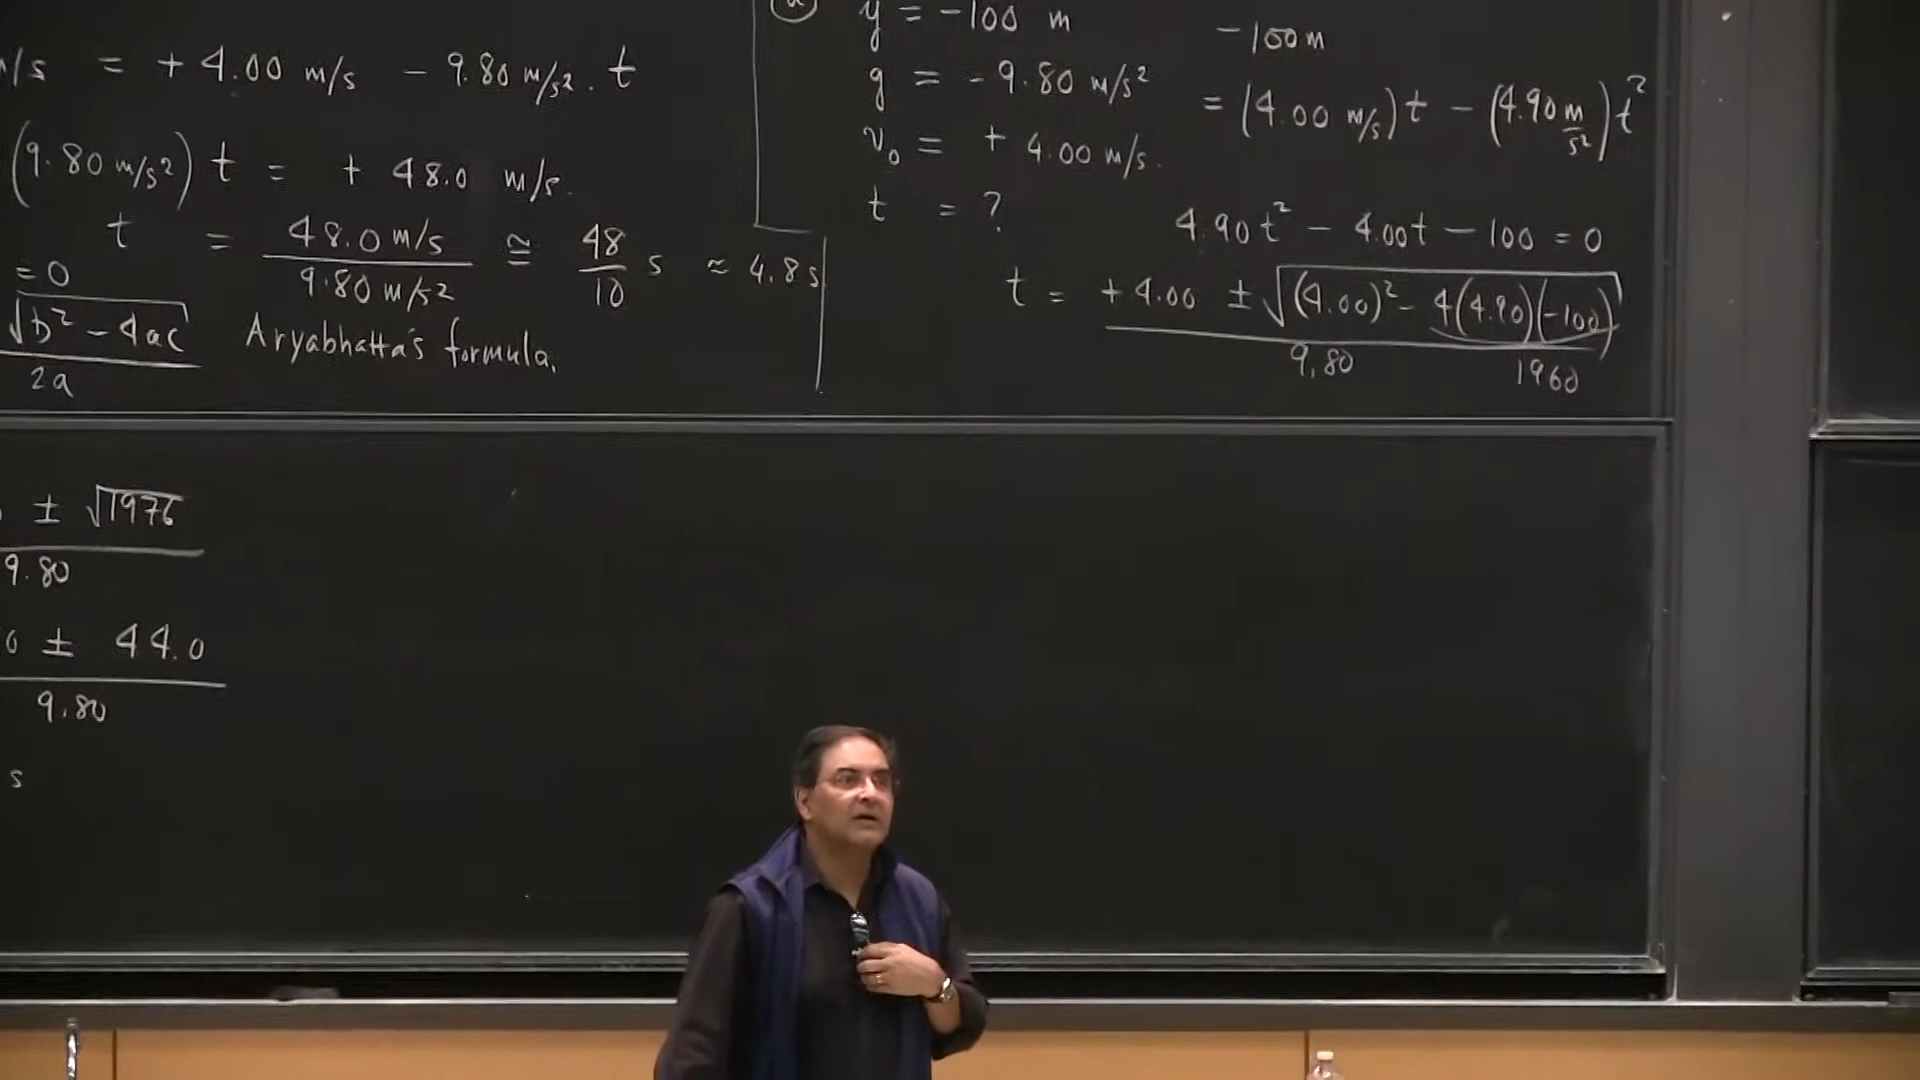 m/s = + 4.00 m/s - 9.80 m/s². t
(9.80 m/s²) t = + 48.0 m/s.
t = 48.0 m/s / 9.80 m/s² ≅ 48/10 s ≈ 4.8 s
= 0
√b² - 4ac / 2a
Aryabhatta's formula.
y = -100 m
g = - 9.80 m/s²
v₀ = + 4.00 m/s.
t = ?
-100 m
= (4.00 m/s) t - (4.90 m/s²) t²
4.90 t² - 4.00t - 100 = 0
t = +4.00 ± √(4.00)² - 4(4.90)(-100) / 9.80
1960
± √1976 / 9.80
0 ± 44.0 / 9.80
s